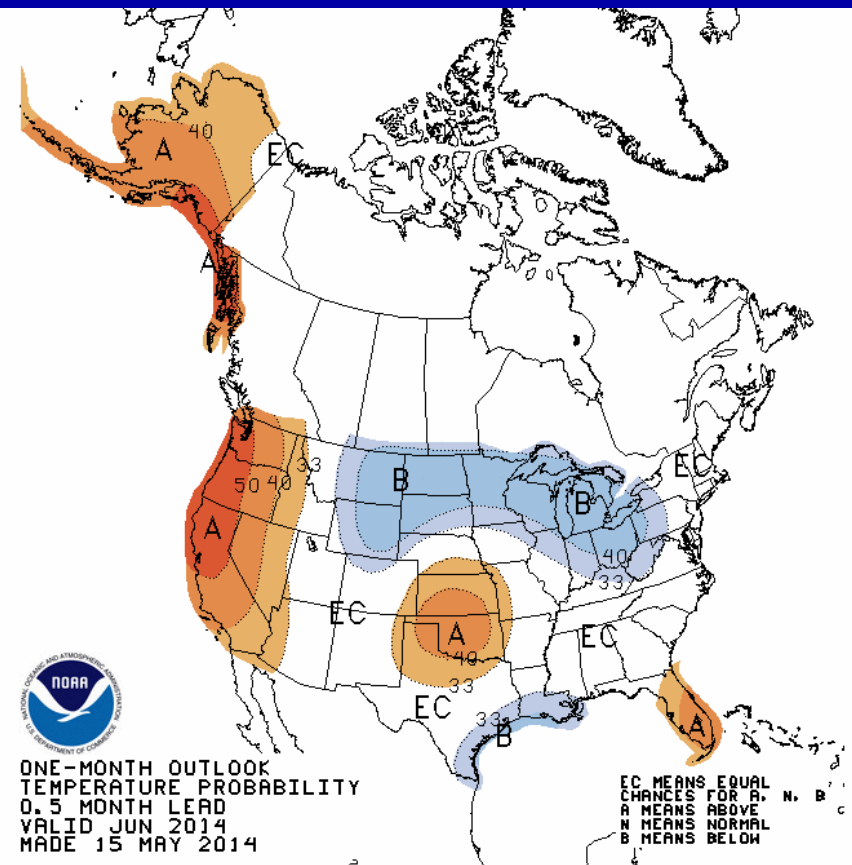 40
A
EC
A
33
50
40
B
EC
B
A
40
33
EC
A
40
EC
33
EC
33
B
A
NATIONAL OCEANIC AND ATMOSPHERIC ADMINISTRATION
NOAA
U.S. DEPARTMENT OF COMMERCE
ONE-MONTH OUTLOOK
TEMPERATURE PROBABILITY
0.5 MONTH LEAD
VALID JUN 2014
MADE 15 MAY 2014
EC MEANS EQUAL
CHANCES FOR A, N, B
A MEANS ABOVE
N MEANS NORMAL
B MEANS BELOW